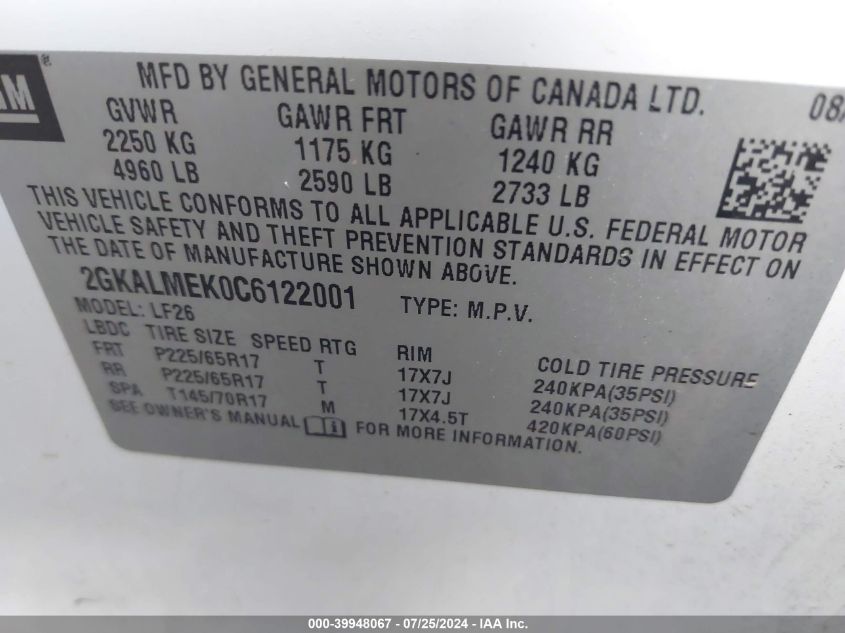 GM ®
MFD BY GENERAL MOTORS OF CANADA LTD.
GVWR GAWR FRT GAWR RR
2250 KG 1175 KG 1240 KG
4960 LB 2590 LB 2733 LB
THIS VEHICLE CONFORMS TO ALL APPLICABLE U.S. FEDERAL MOTOR
VEHICLE SAFETY AND THEFT PREVENTION STANDARDS IN EFFECT ON
THE DATE OF MANUFACTURE SHOWN ABOVE.
2GKALMEK0C6122001 TYPE: M.P.V.
MODEL: LF26
LBDC TIRE SIZE SPEED RTG RIM COLD TIRE PRESSURE
FRT P225/65R17 T 17X7J 240KPA(35PSI)
RR P225/65R17 T 17X7J 240KPA(35PSI)
SPA T145/70R17 M 17X4.5T 420KPA(60PSI)
SEE OWNER'S MANUAL FOR MORE INFORMATION.
000-39948067 - 07/25/2024 - IAA Inc.